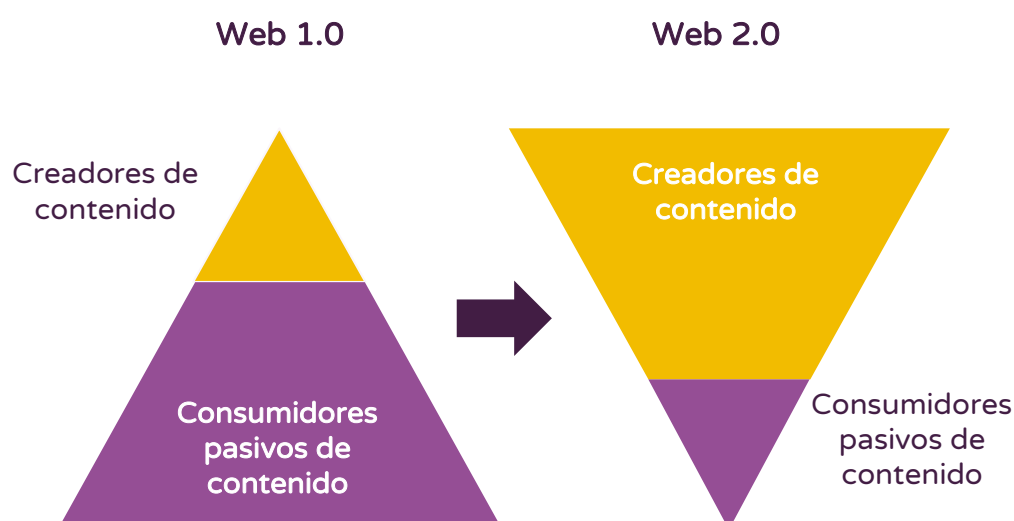 Web 1.0
Web 2.0
Creadores de
contenido
Creadores de
contenido
Consumidores
pasivos de
contenido
Consumidores
pasivos de
contenido